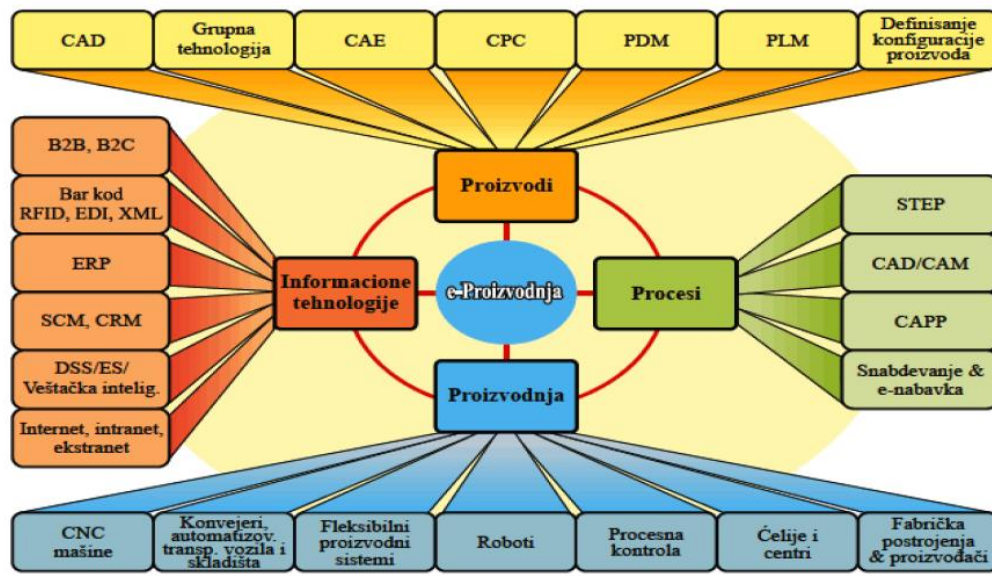 CAD
Grupna
tehnologija
CAE
CPC
PDM
PLM
Definisanje
konfiguracije
proizvoda
B2B, B2C
Bar kod
RFID, EDI, XML
ERP
SCM, CRM
DSS/ES/
Veštačka intelig.
Internet, intranet,
ekstranet
Proizvodi
Informacione
tehnologije
e-Proizvodnja
Procesi
Proizvodnja
STEP
CAD/CAM
CAPP
Snabdevanje &
e-nabavka
CNC
mašine
Konvejeri,
automatizov.
transp. vozila i
skladišta
Fleksibilni
proizvodni
sistemi
Roboti
Procesna
kontrola
Ćelije i
centri
Fabrička
postrojenja
& proizvođači